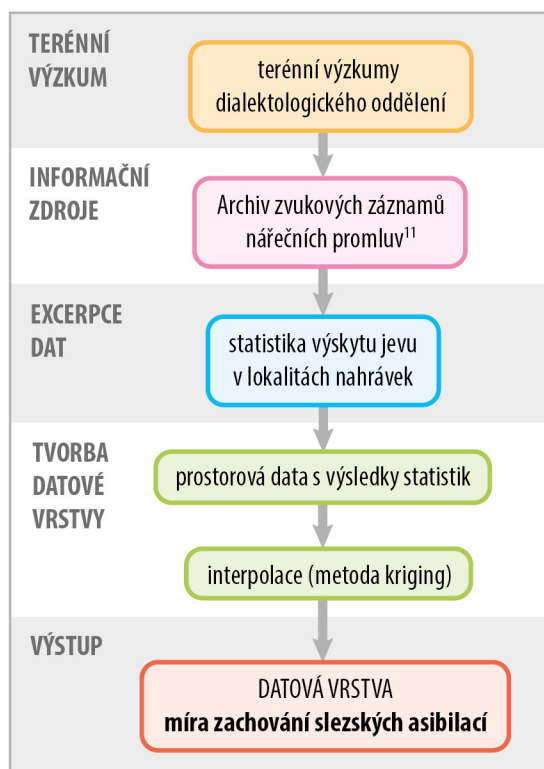 TERÉNNÍ
VÝZKUM
terénní výzkumy
dialektologického oddělení
INFORMAČNÍ
ZDROJE
Archiv zvukových záznamů
nářečních promluv¹¹
EXCERPCE
DAT
statistika výskytu jevu
v lokalitách nahrávek
TVORBA
DATOVÉ
VRSTVY
prostorová data s výsledky statistik
interpolace (metoda kriging)
VÝSTUP
DATOVÁ VRSTVA
míra zachování slezských asibilací